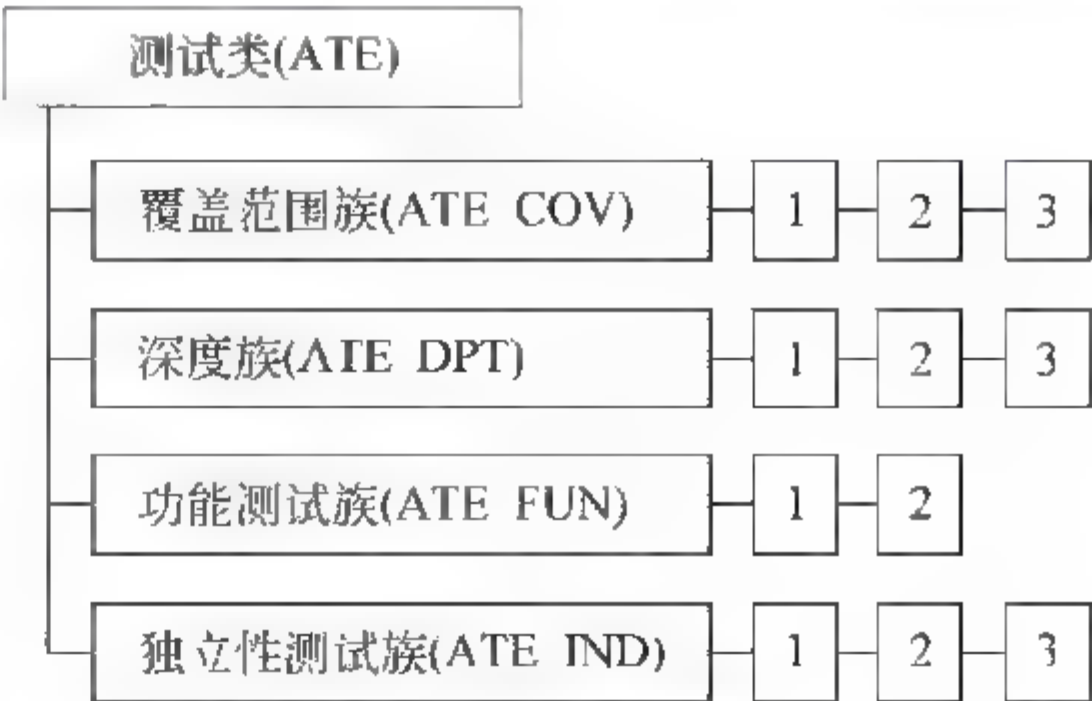 测试类(ATE)
覆盖范围族(ATE COV) 1 2 3
深度族(ATE DPT) 1 2 3
功能测试族(ATE FUN) 1 2
独立性测试族(ATE IND) 1 2 3